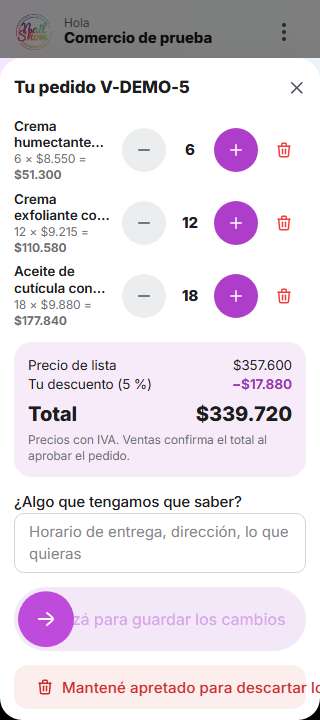 Hola
Comercio de prueba
Tu pedido V-DEMO-5
Crema
humectante...
6 × $8.550 =
$51.300
6
Crema
exfoliante co...
12 × $9.215 =
$110.580
12
Aceite de
cutícula con...
18 × $9.880 =
$177.840
18
Precio de lista $357.600
Tu descuento (5 %) −$17.880
Total $339.720
Precios con IVA. Ventas confirma el total al
aprobar el pedido.
¿Algo que tengamos que saber?
Horario de entrega, dirección, lo que
quieras
zá para guardar los cambios
Mantené apretado para descartar lo